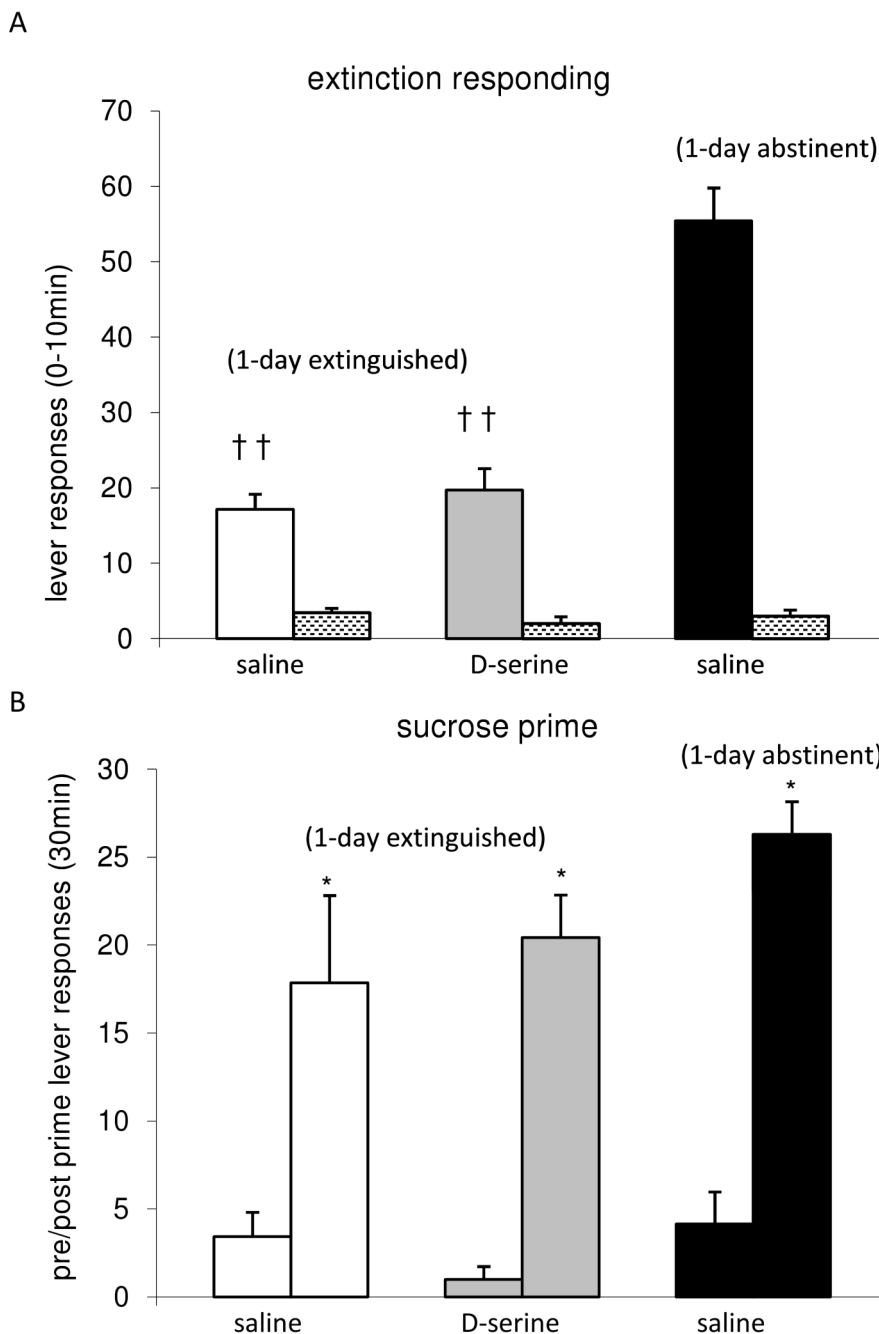 A
extinction responding
lever responses (0-10min)
70
60
50
40
30
20
10
0
(1-day abstinent)
(1-day extinguished)
† †
† †
saline
D-serine
saline
B
sucrose prime
pre/post prime lever responses (30min)
30
25
20
15
10
5
0
(1-day abstinent)
*
(1-day extinguished)
*
*
saline
D-serine
saline